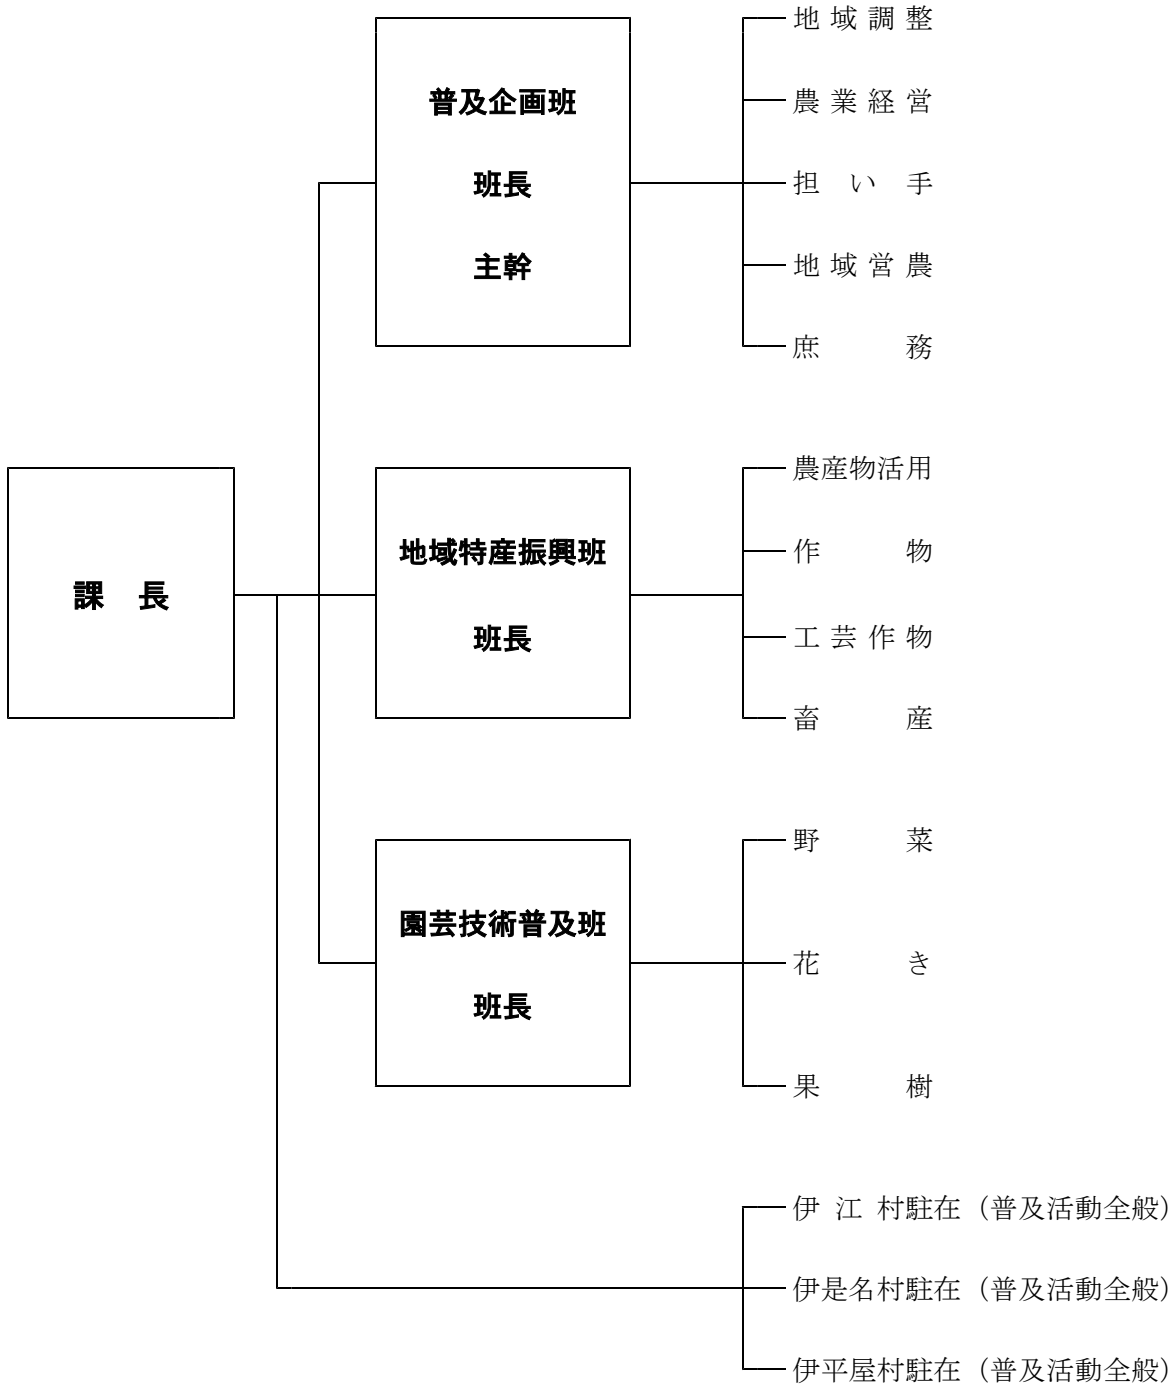 課　長
普及企画班
班長
主幹
地域調整
農業経営
担い手
地域営農
庶務
地域特産振興班
班長
農産物活用
作物
工芸作物
畜産
園芸技術普及班
班長
野菜
花き
果樹
伊江村駐在（普及活動全般）
伊是名村駐在（普及活動全般）
伊平屋村駐在（普及活動全般）